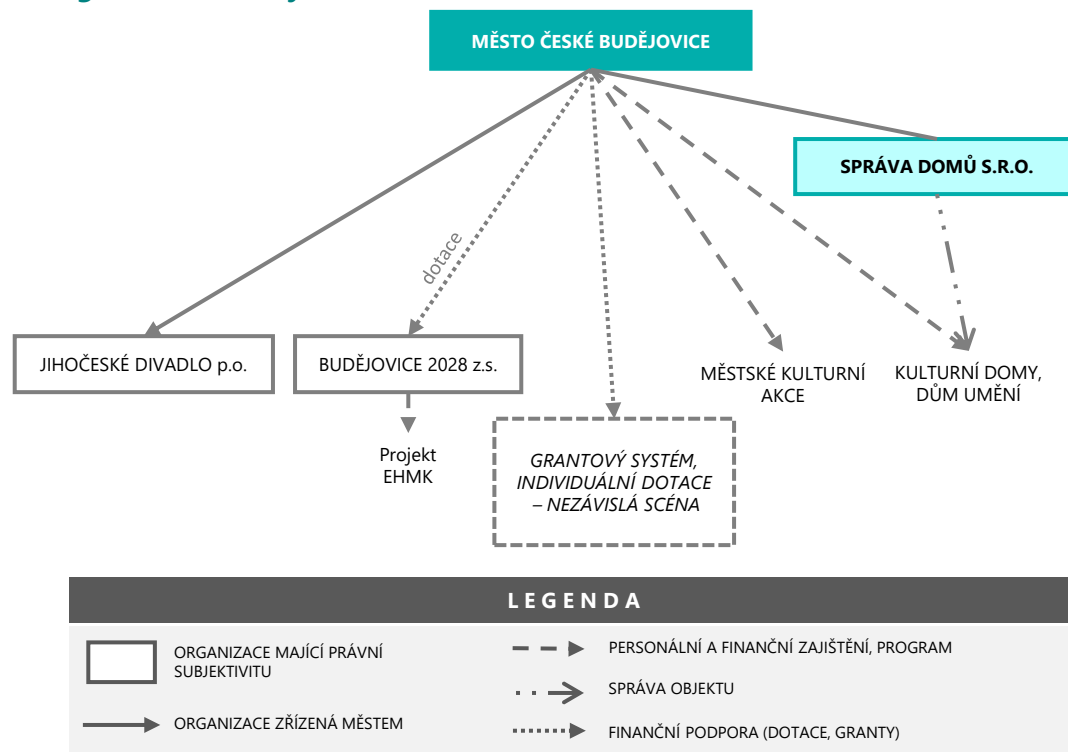 MĚSTO ČESKÉ BUDĚJOVICE
SPRÁVA DOMŮ S.R.O.
dotace
JIHOČESKÉ DIVADLO p.o.
BUDĚJOVICE 2028 z.s.
MĚSTSKÉ KULTURNÍ
AKCE
KULTURNÍ DOMY,
DŮM UMĚNÍ
Projekt
EHMK
GRANTOVÝ SYSTÉM,
INDIVIDUÁLNÍ DOTACE
– NEZÁVISLÁ SCÉNA
LEGENDA
ORGANIZACE MAJÍCÍ PRÁVNÍ
SUBJEKTIVITU
ORGANIZACE ZŘÍZENÁ MĚSTEM
PERSONÁLNÍ A FINANČNÍ ZAJIŠTĚNÍ, PROGRAM
SPRÁVA OBJEKTU
FINANČNÍ PODPORA (DOTACE, GRANTY)